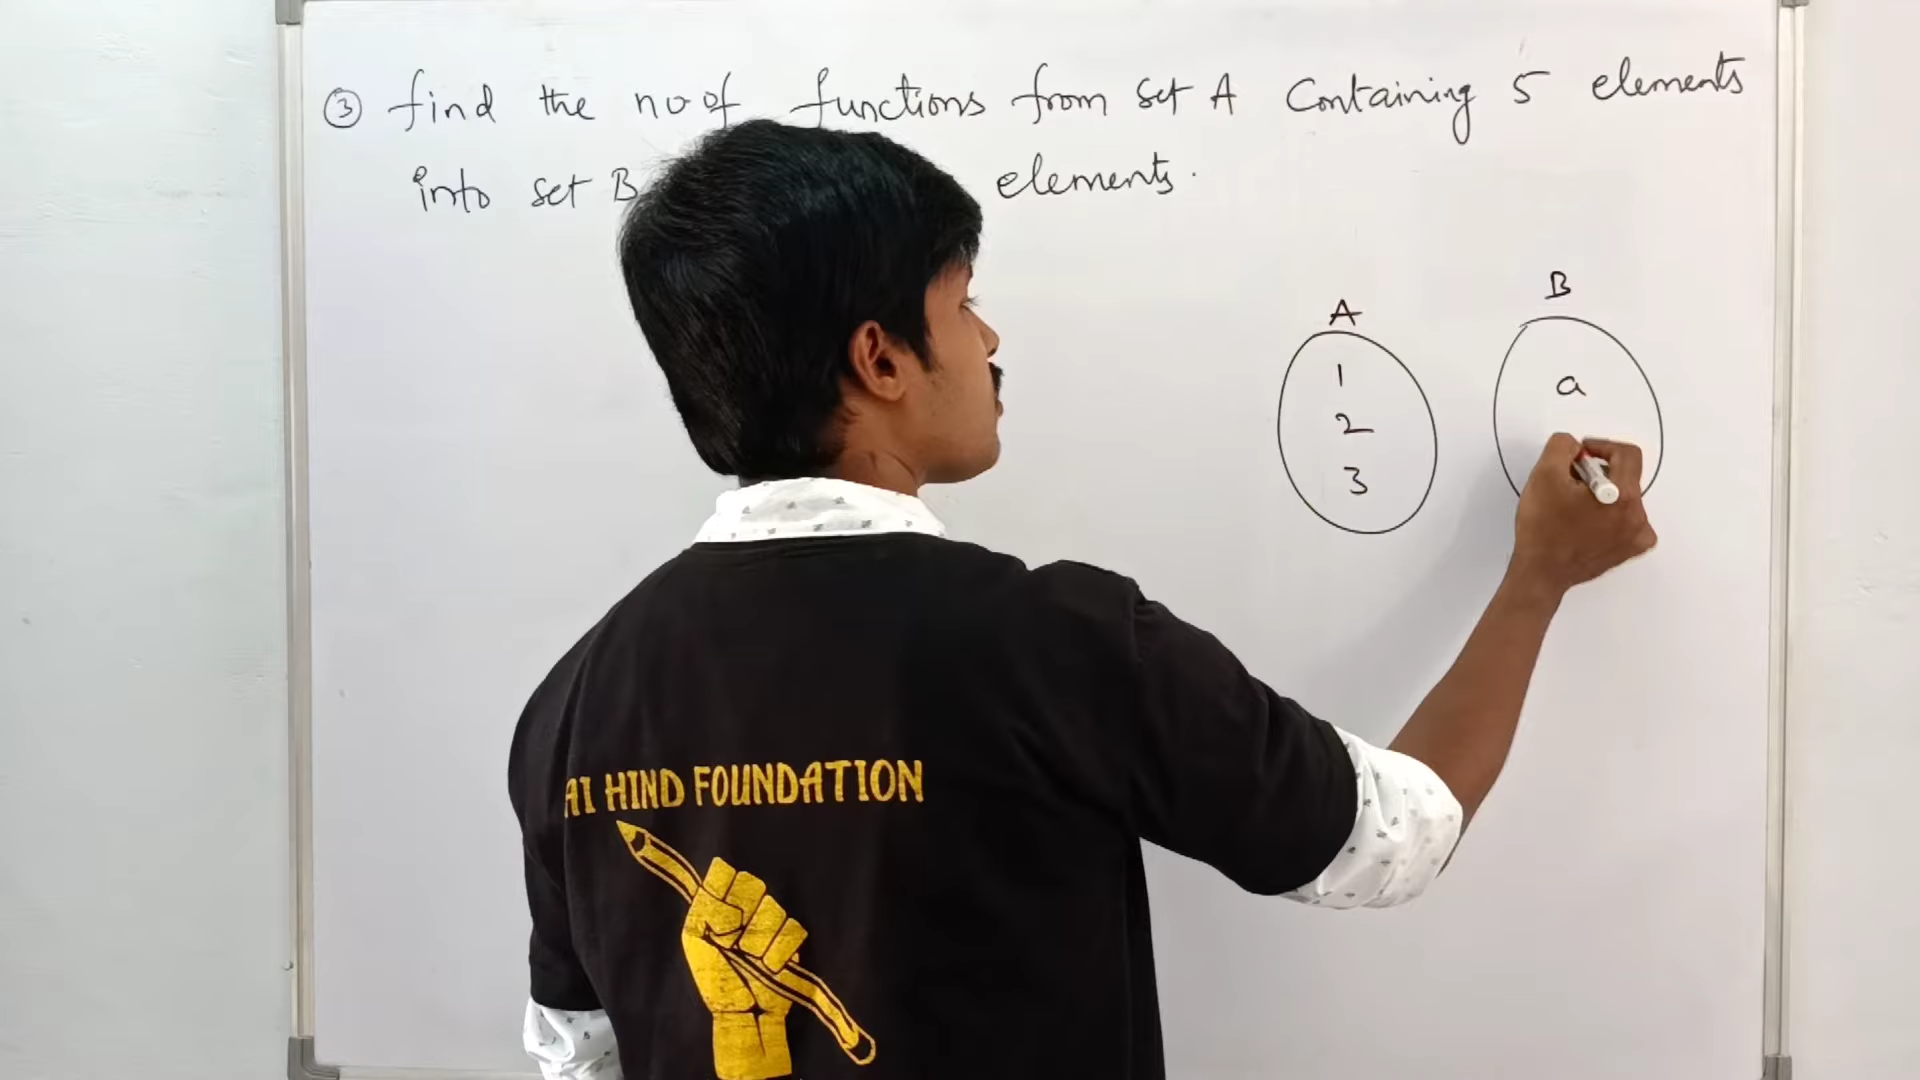 ③ find the no of functions from set A Containing 5 elements
into set B elements.
A
B
1
a
2
3
AI HIND FOUNDATION